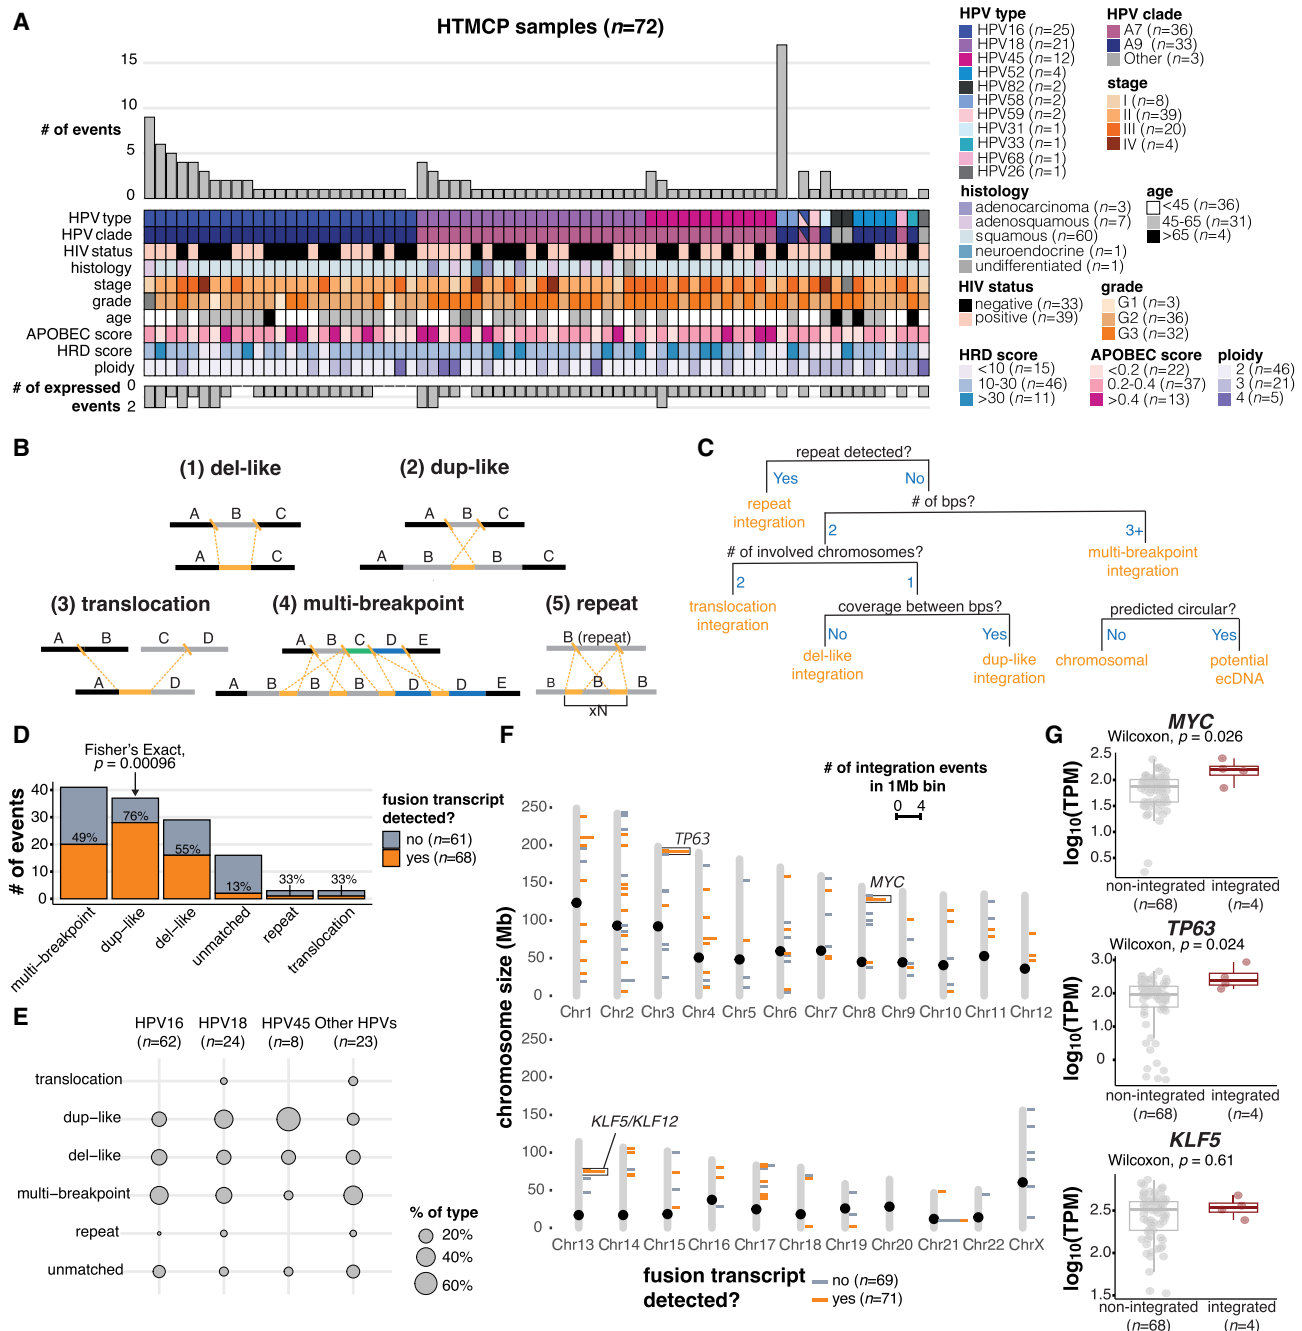 A
HTMCP samples (n=72)
15
10
# of events
5
0
HPV type
HPV clade
HIV status
histology
stage
grade
age
APOBEC score
HRD score
ploidy
# of expressed events
0
2
HPV type
HPV16 (n=25)
HPV18 (n=21)
HPV45 (n=12)
HPV52 (n=4)
HPV82 (n=2)
HPV58 (n=2)
HPV59 (n=2)
HPV31 (n=1)
HPV33 (n=1)
HPV68 (n=1)
HPV26 (n=1)
HPV clade
A7 (n=36)
A9 (n=33)
Other (n=3)
stage
I (n=8)
II (n=39)
III (n=20)
IV (n=4)
histology
adenocarcinoma (n=3)
adenosquamous (n=7)
squamous (n=60)
neuroendocrine (n=1)
undifferentiated (n=1)
age
<45 (n=36)
45-65 (n=31)
>65 (n=4)
HIV status
negative (n=33)
positive (n=39)
grade
G1 (n=3)
G2 (n=36)
G3 (n=32)
HRD score
<10 (n=15)
10-30 (n=46)
>30 (n=11)
APOBEC score
<0.2 (n=22)
0.2-0.4 (n=37)
>0.4 (n=13)
ploidy
2 (n=46)
3 (n=21)
4 (n=5)
B
(1) del-like
A B C
A C
(2) dup-like
A B C
A B B C
(3) translocation
A B C D
A D
(4) multi-breakpoint
A B C D E
A B B B D D E
(5) repeat
B (repeat)
B B B
xN
C
repeat detected?
Yes No
repeat integration
# of bps?
2 3+
multi-breakpoint integration
# of involved chromosomes?
2 1
translocation integration
coverage between bps?
No Yes
del-like integration
dup-like integration
predicted circular?
No Yes
chromosomal
potential ecDNA
D
Fisher's Exact,
p = 0.00096
# of events
40
30
20
10
0
49%
76%
55%
13%
33%
33%
multi−breakpoint
dup−like
del−like
unmatched
repeat
translocation
fusion transcript detected?
no (n=61)
yes (n=68)
E
HPV16 (n=62)
HPV18 (n=24)
HPV45 (n=8)
Other HPVs (n=23)
translocation
dup−like
del−like
multi−breakpoint
repeat
unmatched
% of type
20%
40%
60%
F
# of integration events in 1Mb bin
0 4
chromosome size (Mb)
250
200
150
100
50
0
TP63
MYC
Chr1 Chr2 Chr3 Chr4 Chr5 Chr6 Chr7 Chr8 Chr9 Chr10 Chr11 Chr12
250
200
150
100
50
0
KLF5/KLF12
Chr13 Chr14 Chr15 Chr16 Chr17 Chr18 Chr19 Chr20 Chr21 Chr22 ChrX
fusion transcript detected?
no (n=69)
yes (n=71)
G
MYC
Wilcoxon, p = 0.026
log10(TPM)
2.5
2.0
1.5
1.0
0.5
non-integrated (n=68)
integrated (n=4)
TP63
Wilcoxon, p = 0.024
log10(TPM)
3.0
2.0
1.0
0
non-integrated (n=68)
integrated (n=4)
KLF5
Wilcoxon, p = 0.61
log10(TPM)
2.5
2.0
1.5
non-integrated (n=68)
integrated (n=4)